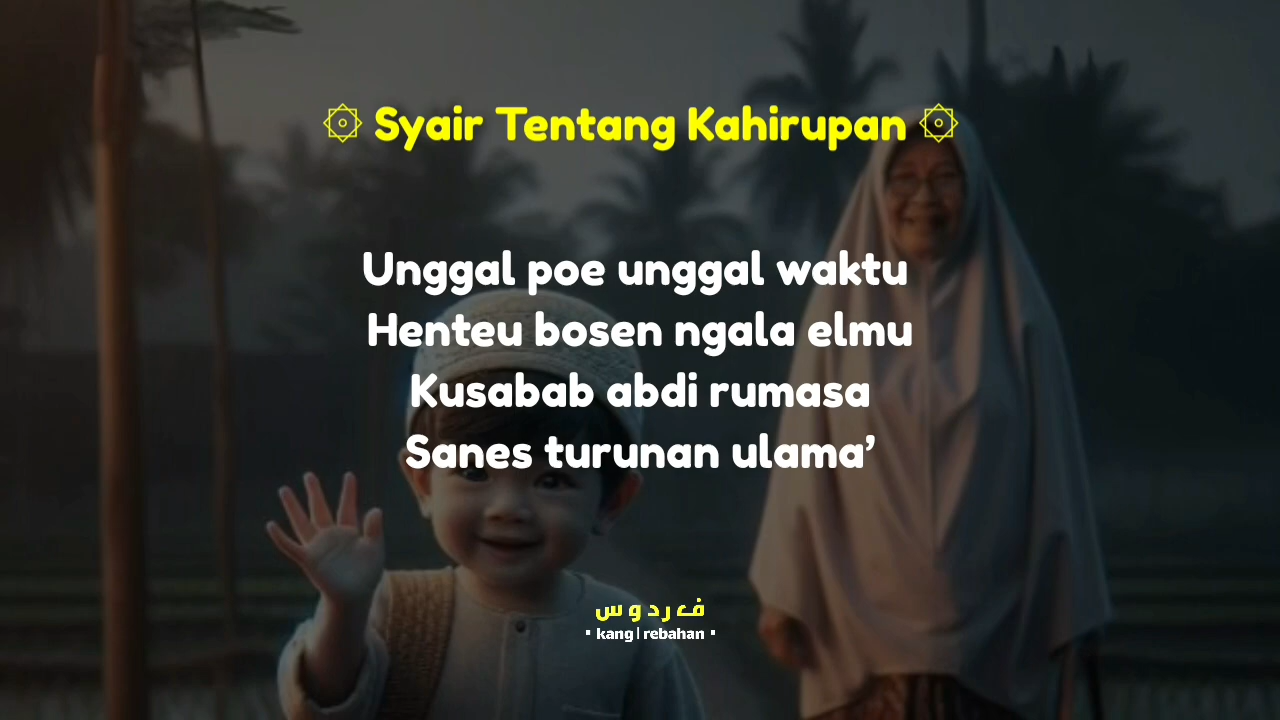 ۞ Syair Tentang Kahirupan ۞
Unggal poe unggal waktu
Henteu bosen ngala elmu
Kusabab abdi rumasa
Sanes turunan ulama’
فردوس
• kang | rebahan •